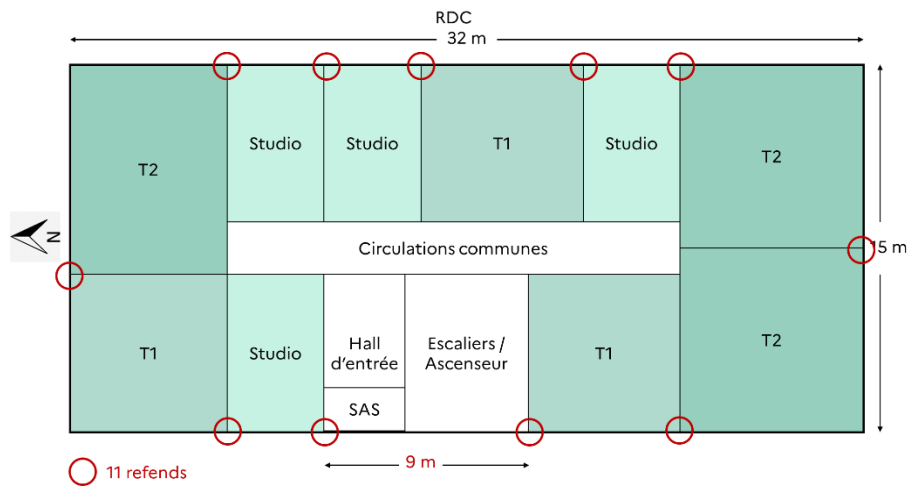 RDC
32 m
Studio
Studio
T1
Studio
T2
T2
N
Circulations communes
15 m
T1
Studio
Hall
d'entrée
Escaliers /
Ascenseur
T1
T2
SAS
9 m
11 refends